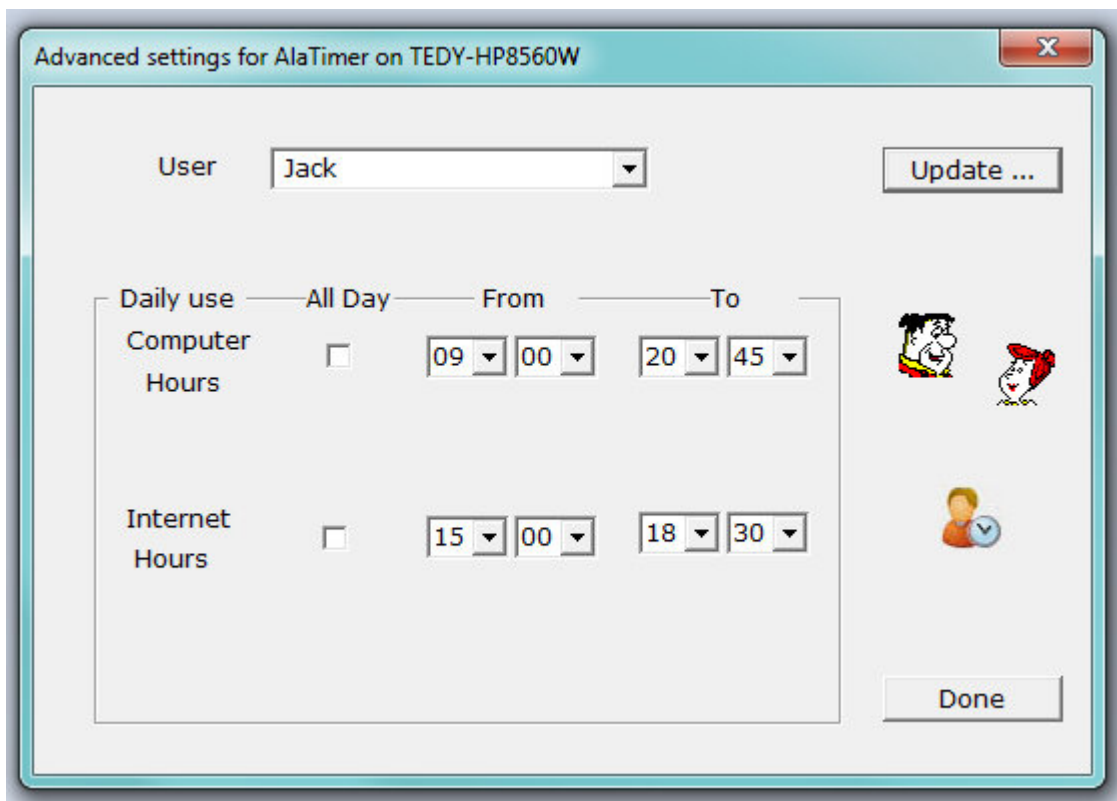 Advanced settings for AlaTimer on TEDY-HP8560W
User Jack Update ...
Daily use All Day From To
Computer
Hours
09 00 20 45
Internet
Hours
15 00 18 30
Done